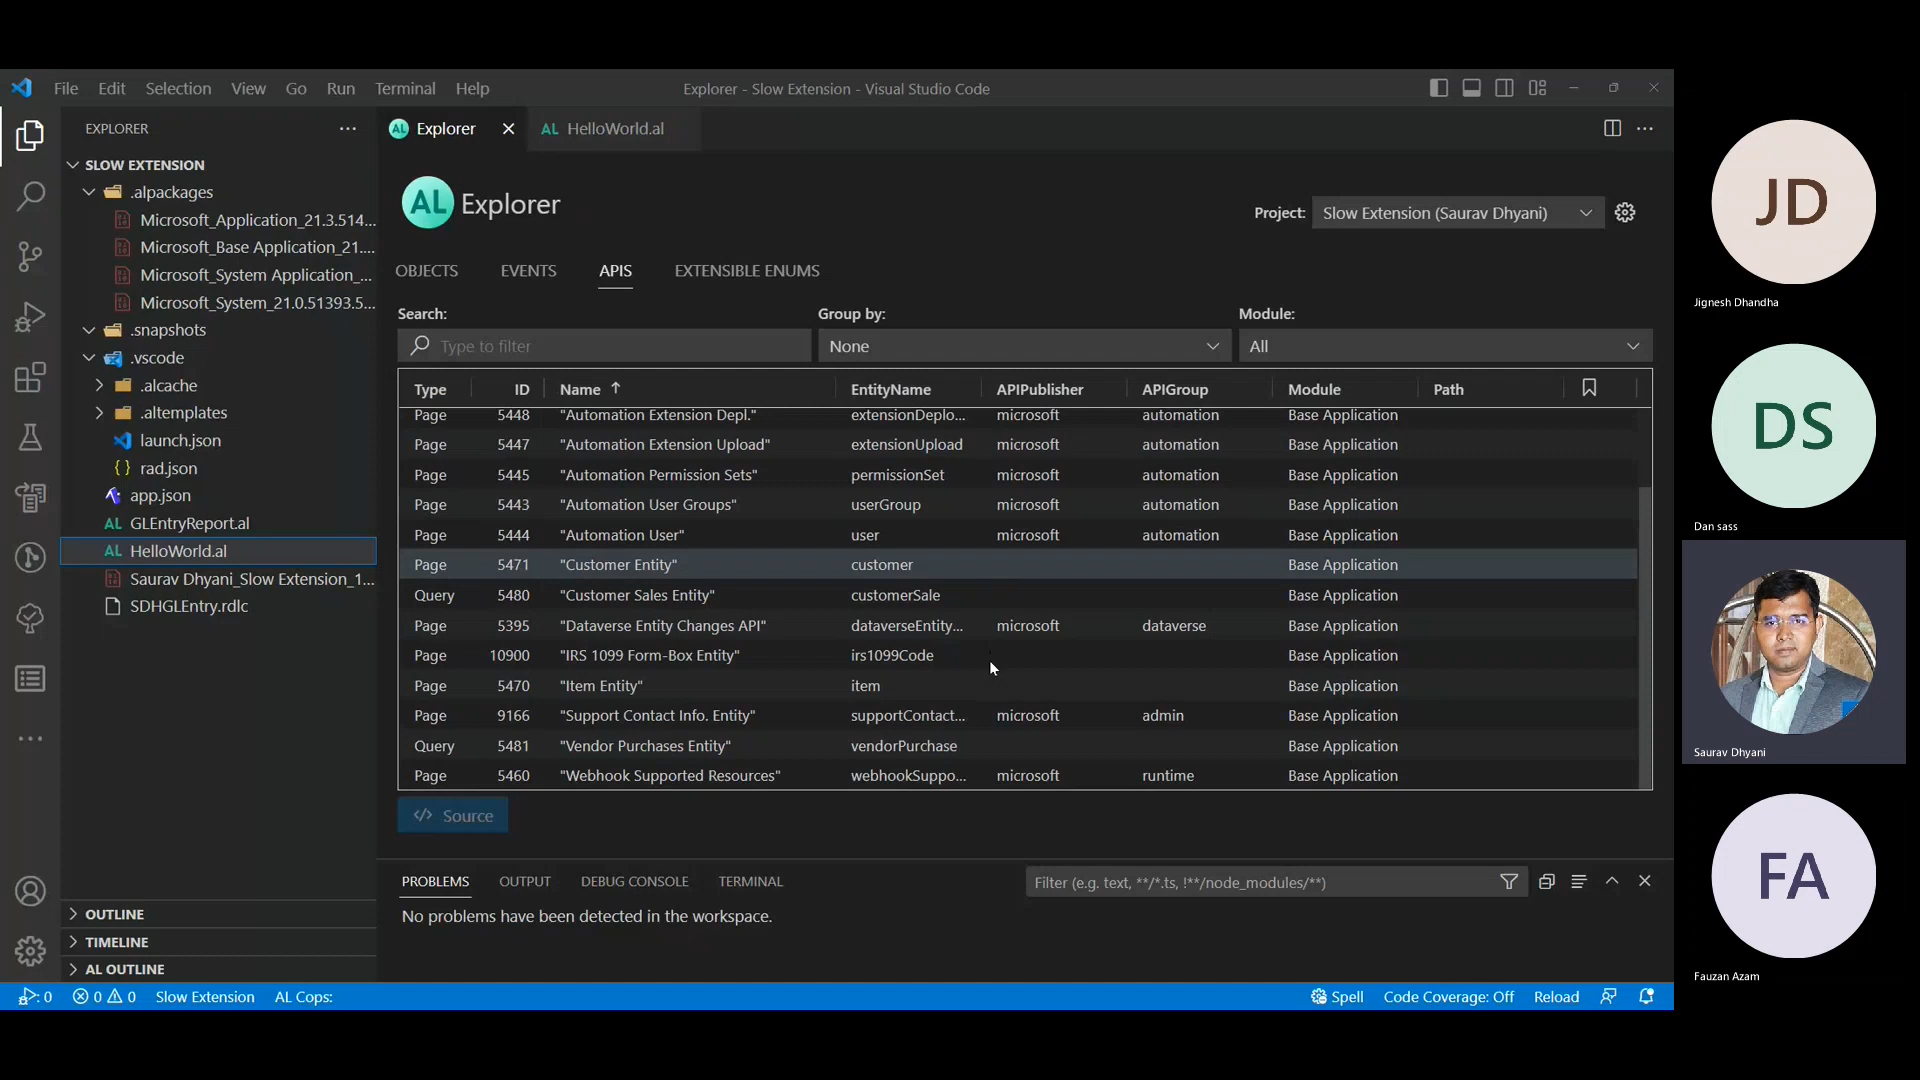 File Edit Selection View Go Run Terminal Help
Explorer - Slow Extension - Visual Studio Code
EXPLORER
SLOW EXTENSION
.alpackages
Microsoft_Application_21.3.514...
Microsoft_Base Application_21....
Microsoft_System Application_...
Microsoft_System_21.0.51393.5...
.snapshots
.vscode
.alcache
.altemplates
launch.json
rad.json
app.json
AL GLEntryReport.al
AL HelloWorld.al
Saurav Dhyani_Slow Extension_1...
SDHGLEntry.rdlc
OUTLINE
TIMELINE
AL OUTLINE
AL Explorer
AL HelloWorld.al
AL Explorer
Project: Slow Extension (Saurav Dhyani)
OBJECTS EVENTS APIS EXTENSIBLE ENUMS
Search: Group by: Module:
Type to filter None All
Type ID Name EntityName APIPublisher APIGroup Module Path
Page 5448 "Automation Extension Depl." extensionDeplo... microsoft automation Base Application
Page 5447 "Automation Extension Upload" extensionUpload microsoft automation Base Application
Page 5445 "Automation Permission Sets" permissionSet microsoft automation Base Application
Page 5443 "Automation User Groups" userGroup microsoft automation Base Application
Page 5444 "Automation User" user microsoft automation Base Application
Page 5471 "Customer Entity" customer Base Application
Query 5480 "Customer Sales Entity" customerSale Base Application
Page 5395 "Dataverse Entity Changes API" dataverseEntity... microsoft dataverse Base Application
Page 10900 "IRS 1099 Form-Box Entity" irs1099Code Base Application
Page 5470 "Item Entity" item Base Application
Page 9166 "Support Contact Info. Entity" supportContact... microsoft admin Base Application
Query 5481 "Vendor Purchases Entity" vendorPurchase Base Application
Page 5460 "Webhook Supported Resources" webhookSuppo... microsoft runtime Base Application
Source
PROBLEMS OUTPUT DEBUG CONSOLE TERMINAL
Filter (e.g. text, **/*.ts, !**/node_modules/**)
No problems have been detected in the workspace.
0 0 0 Slow Extension AL Cops:
Spell Code Coverage: Off Reload
JD
Jignesh Dhandha
DS
Dan sass
Saurav Dhyani
FA
Fauzan Azam